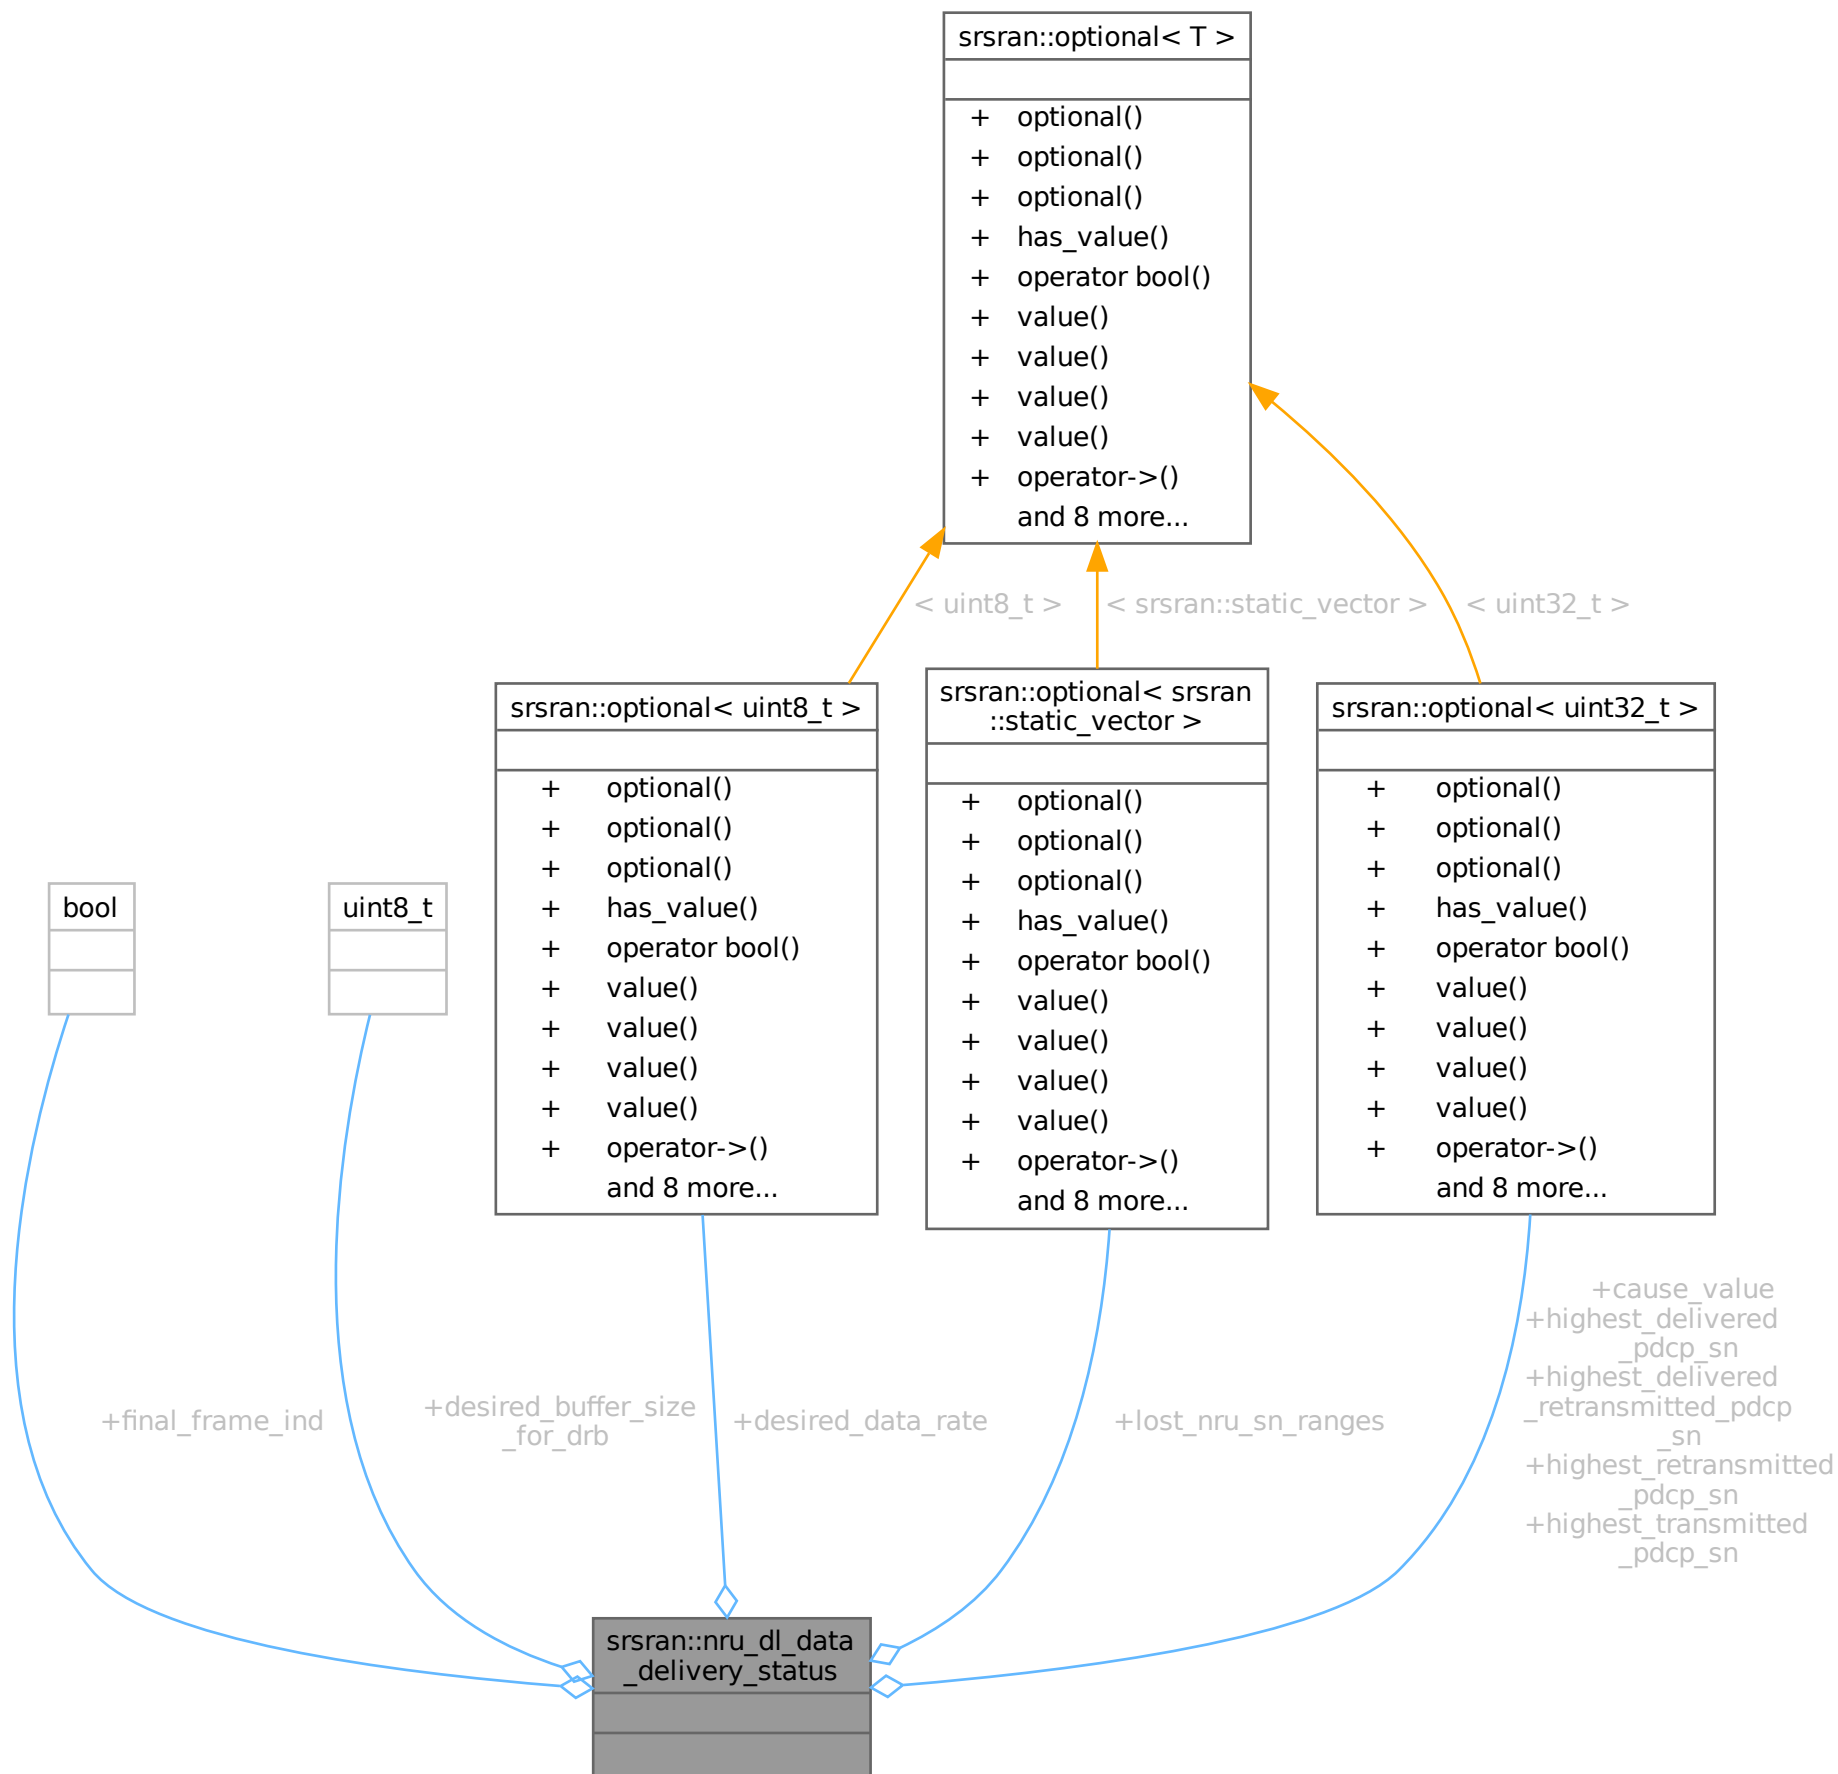 srsran::optional< T >
+ optional()
+ optional()
+ optional()
+ has_value()
+ operator bool()
+ value()
+ value()
+ value()
+ value()
+ operator->()
and 8 more...
< uint8_t >
< srsran::static_vector >
< uint32_t >
srsran::optional< uint8_t >
+ optional()
+ optional()
+ optional()
+ has_value()
+ operator bool()
+ value()
+ value()
+ value()
+ value()
+ operator->()
and 8 more...
srsran::optional< srsran
::static_vector >
+ optional()
+ optional()
+ optional()
+ has_value()
+ operator bool()
+ value()
+ value()
+ value()
+ value()
+ operator->()
and 8 more...
srsran::optional< uint32_t >
+ optional()
+ optional()
+ optional()
+ has_value()
+ operator bool()
+ value()
+ value()
+ value()
+ value()
+ operator->()
and 8 more...
bool
uint8_t
+final_frame_ind
+desired_buffer_size
_for_drb
+desired_data_rate
+lost_nru_sn_ranges
+cause_value
+highest_delivered
_pdcp_sn
+highest_delivered
_retransmitted_pdcp
_sn
+highest_retransmitted
_pdcp_sn
+highest_transmitted
_pdcp_sn
srsran::nru_dl_data
_delivery_status